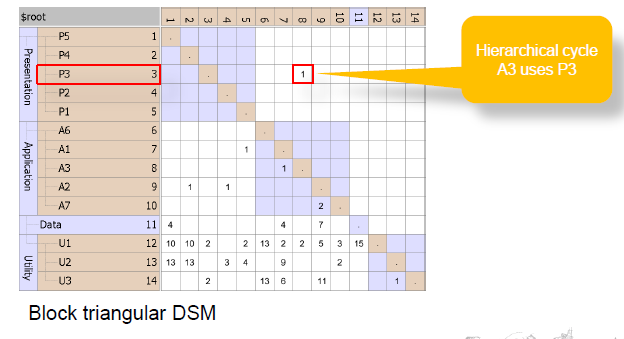 $root 1 2 3 4 5 6 7 8 9 10 11 12 13 14
Presentation
P5 1 .
P4 2 .
P3 3 . 1
P2 4 .
P1 5 .
Application
A6 6 .
A1 7 1 .
A3 8 1 .
A2 9 1 1 .
A7 10 2 .
Data 11 4 4 7 .
Utility
U1 12 10 10 2 2 13 2 2 5 3 15 .
U2 13 13 13 3 4 9 2 .
U3 14 2 13 6 11 1 .
Hierarchical cycle
A3 uses P3
Block triangular DSM